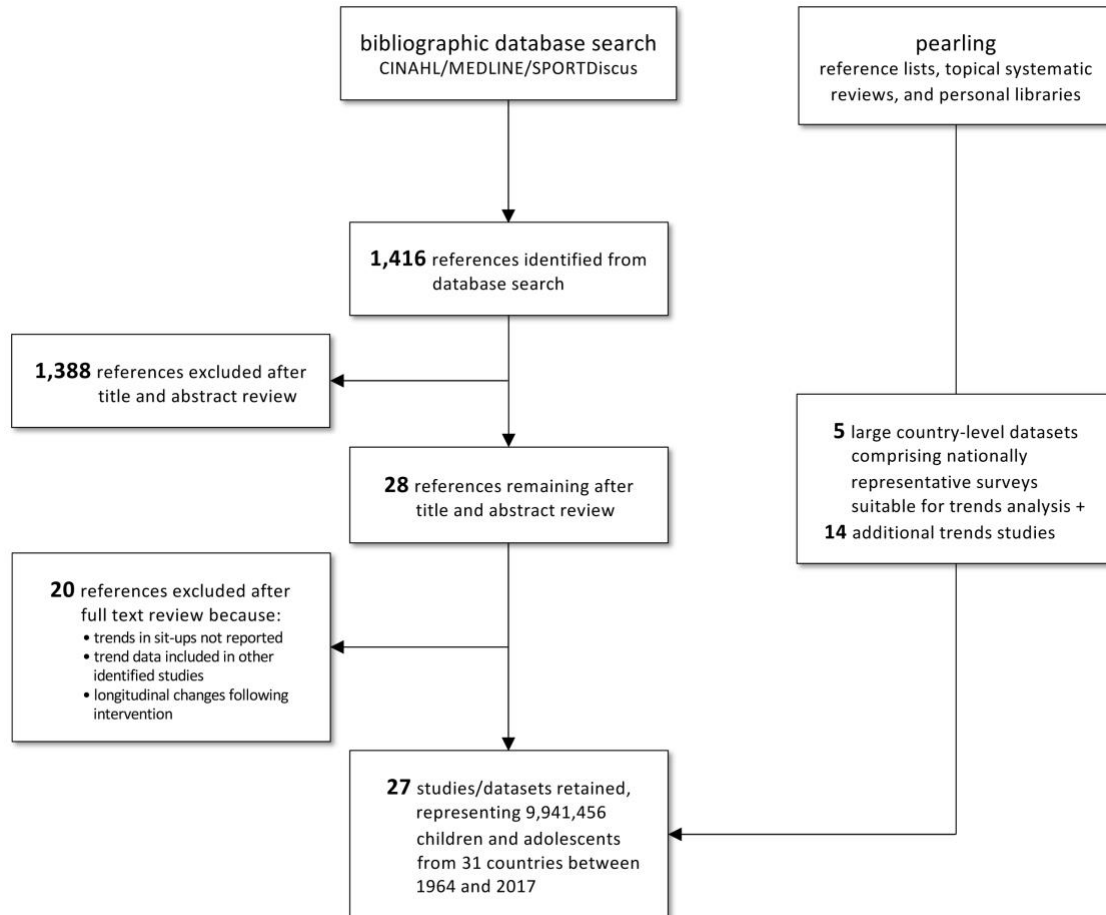 bibliographic database search
CINAHL/MEDLINE/SPORTDiscus
pearling
reference lists, topical systematic
reviews, and personal libraries
1,416 references identified from
database search
1,388 references excluded after
title and abstract review
28 references remaining after
title and abstract review
5 large country-level datasets
comprising nationally
representative surveys
suitable for trends analysis +
14 additional trends studies
20 references excluded after
full text review because:
• trends in sit-ups not reported
• trend data included in other
identified studies
• longitudinal changes following
intervention
27 studies/datasets retained,
representing 9,941,456
children and adolescents
from 31 countries between
1964 and 2017